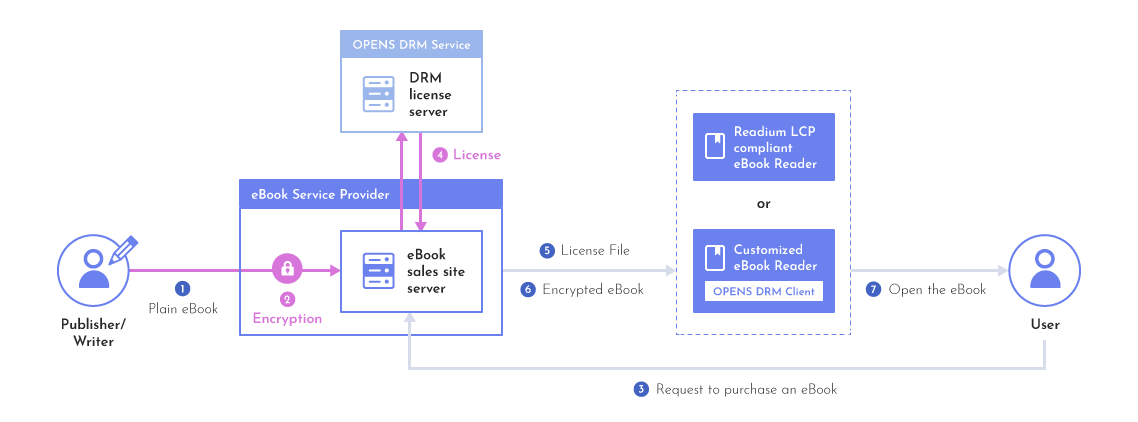 OPENS DRM Service
DRM
license
server
4 License
eBook Service Provider
eBook
sales site
server
2
Encryption
1
Plain eBook
Publisher/
Writer
5 License File
6 Encrypted eBook
Readium LCP
compliant
eBook Reader
or
Customized
eBook Reader
OPENS DRM Client
7 Open the eBook
User
3 Request to purchase an eBook